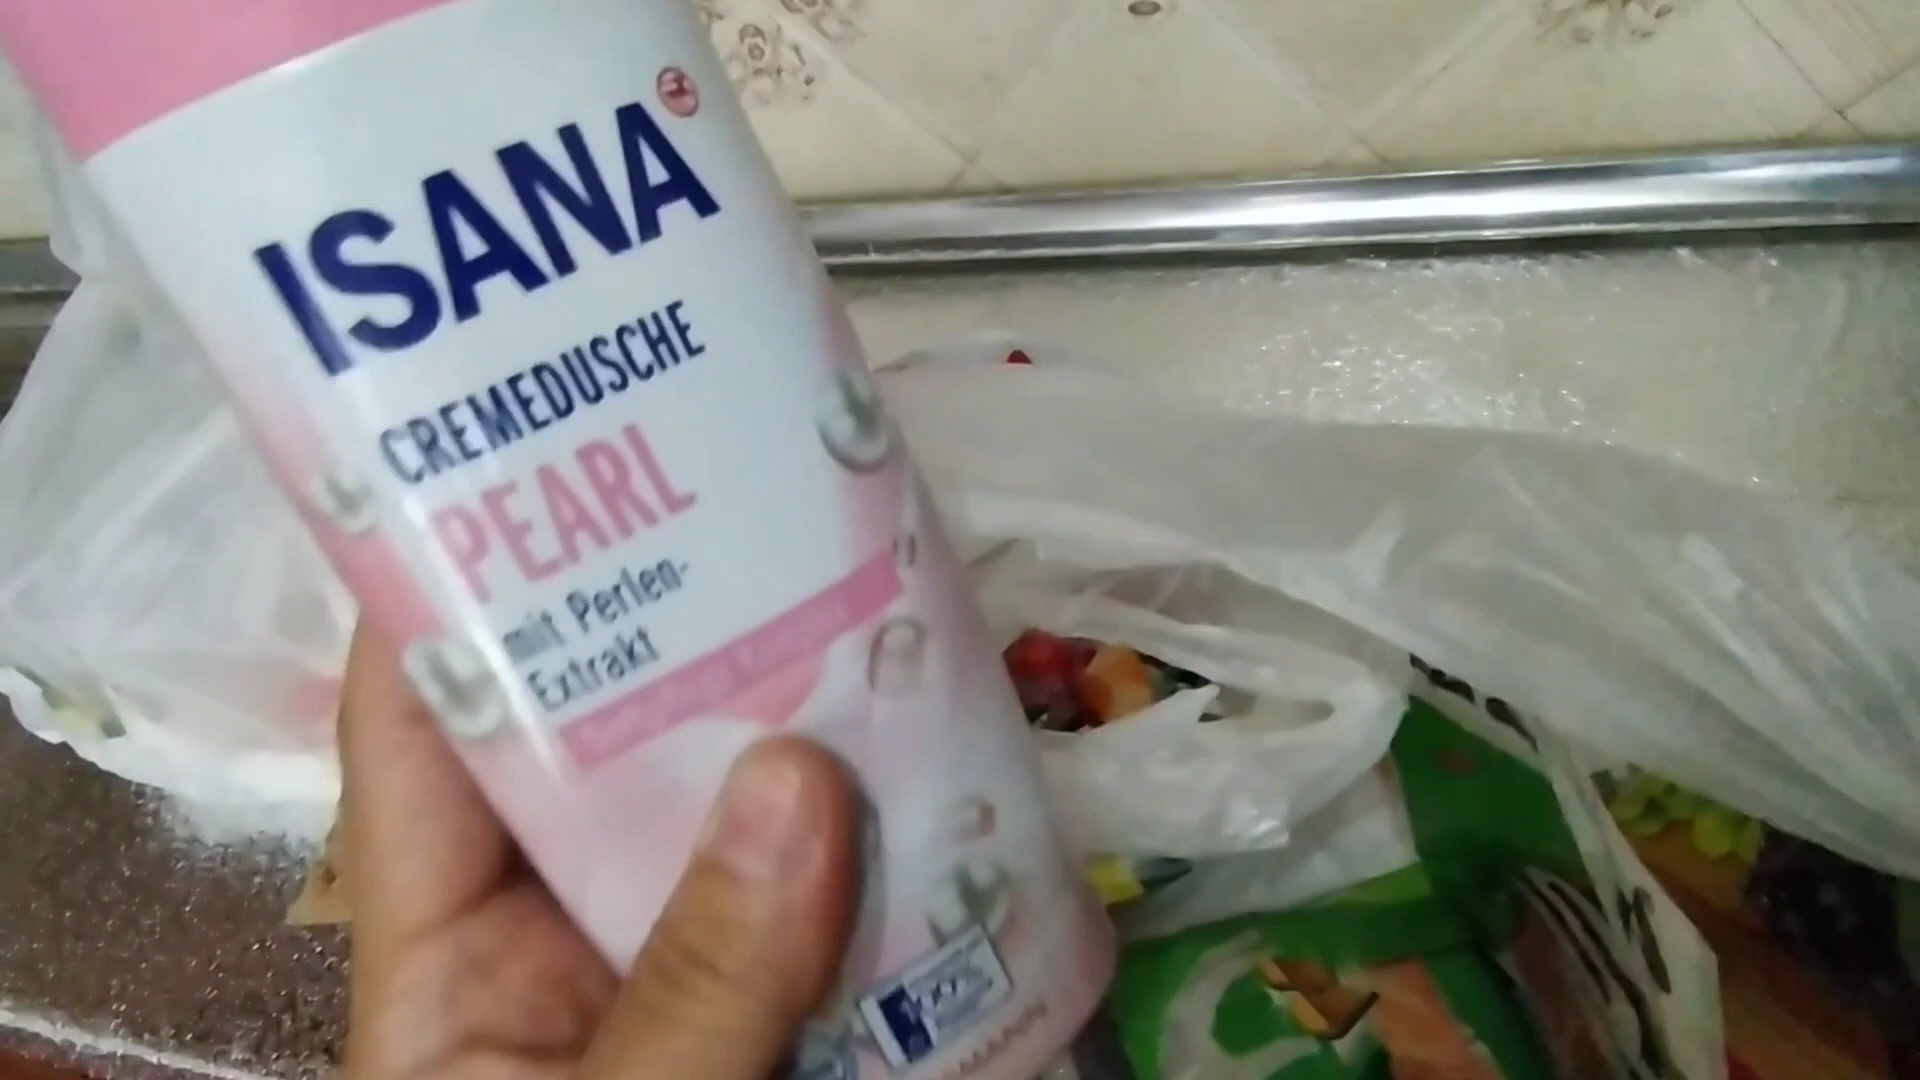 ISANA
CREMEDUSCHE
PEARL
mit Perlen-
Extrakt